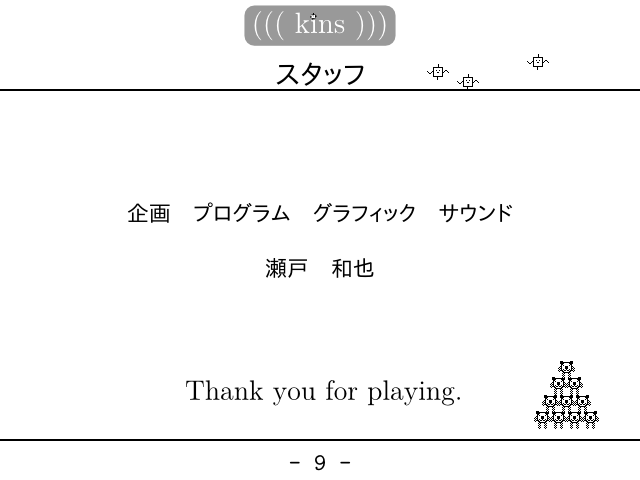 ((( kins )))
スタッフ
企画　プログラム　グラフィック　サウンド
瀬戸　和也
Thank you for playing.
- 9 -